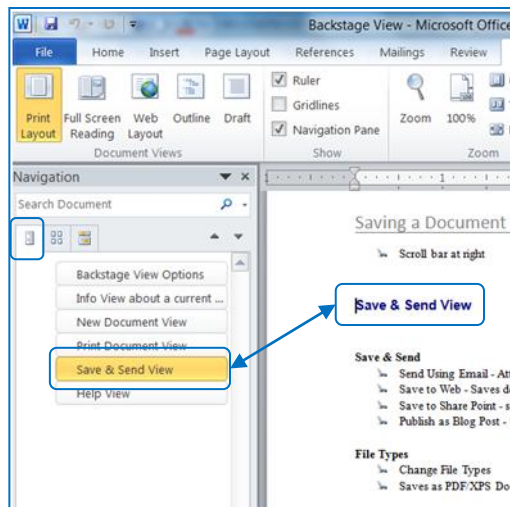 Backstage View - Microsoft Office
File Home Insert Page Layout References Mailings Review
Print Layout
Full Screen Reading
Web Layout
Outline
Draft
Document Views
Ruler
Gridlines
Navigation Pane
Show
Zoom
100%
Zoom
Navigation
Search Document
Backstage View Options
Info View about a current ...
New Document View
Print Document View
Save & Send View
Help View
1
Saving a Document
Scroll bar at right
Save & Send View
Save & Send
Send Using Email - Att
Save to Web - Saves d
Save to Share Point - s
Publish as Blog Post -
File Types
Change File Types
Saves as PDF/XPS Do